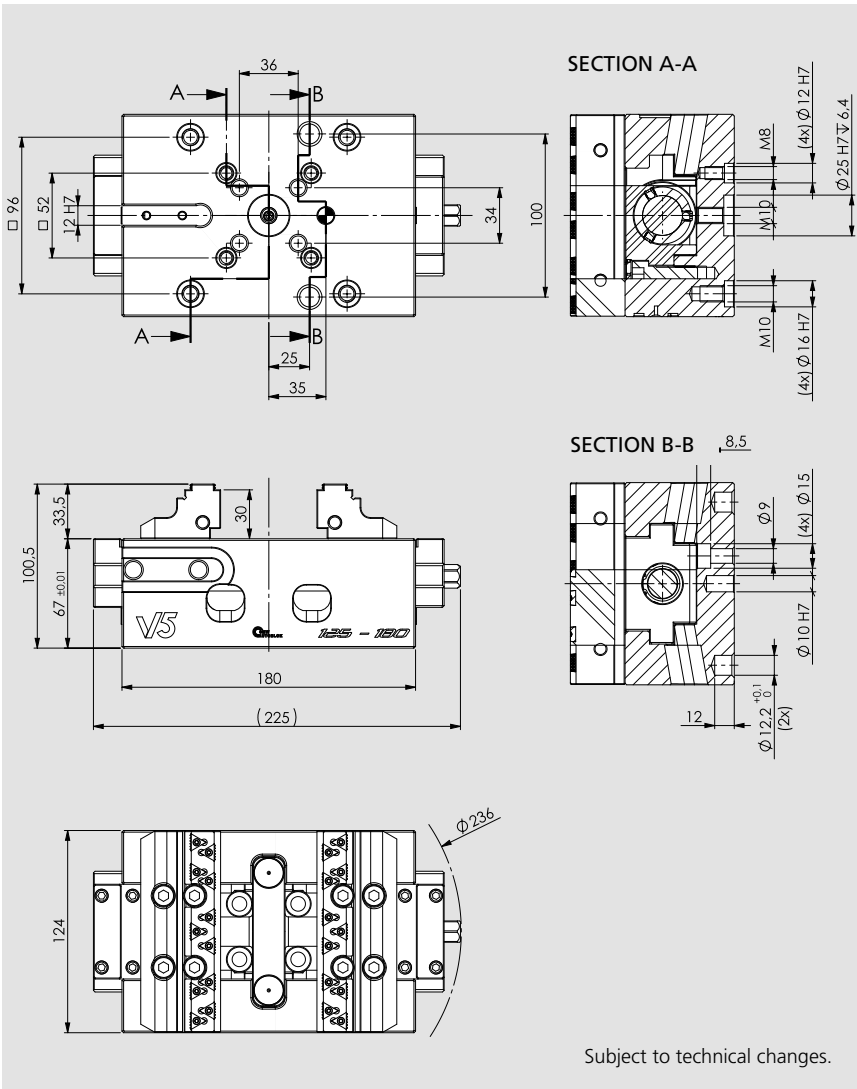 SECTION A-A
36
A
B
□ 96
□ 52
12 H7
34
100
A
B
25
35
M8
(4x) Ø12 H7
M10
Ø25 H7↧6,4
M10
(4x) Ø16 H7
SECTION B-B
8,5
33,5
100,5
67 ±0.01
30
V5
125 - 180
180
(225)
Ø9
(4x) Ø15
Ø10 H7
12
Ø12,2 +0,1 0
(2x)
Ø236
124
Subject to technical changes.